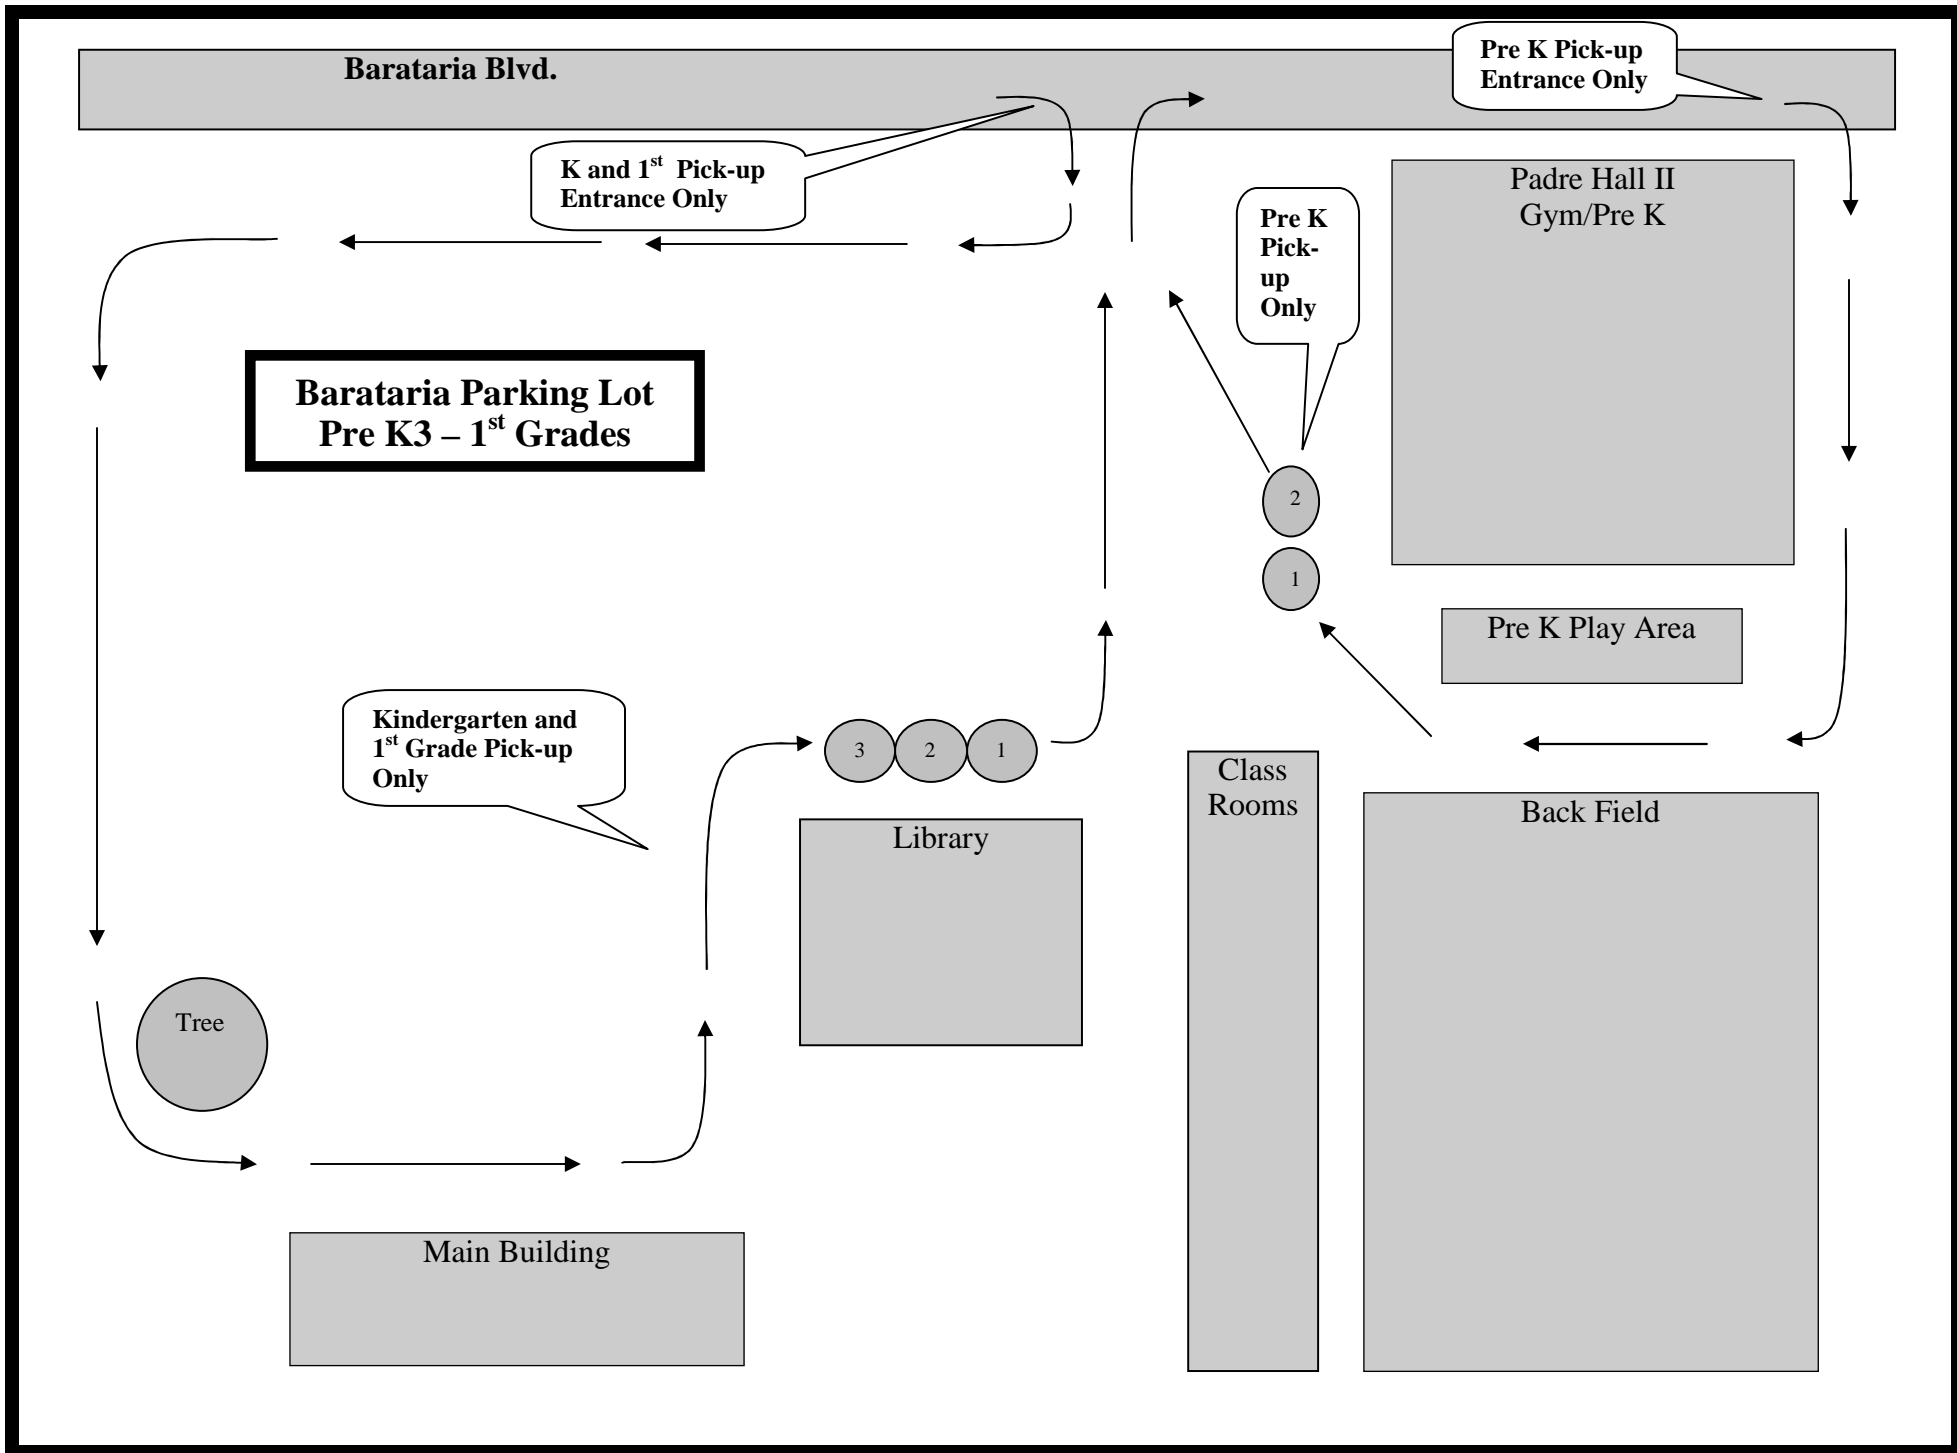 Barataria Blvd.
Pre K Pick-up
Entrance Only
K and 1st Pick-up
Entrance Only
Padre Hall II
Gym/Pre K
Pre K
Pick-
up
Only
Barataria Parking Lot
Pre K3 – 1st Grades
2
1
Pre K Play Area
Kindergarten and
1st Grade Pick-up
Only
3 2 1
Class
Rooms
Back Field
Library
Tree
Main Building